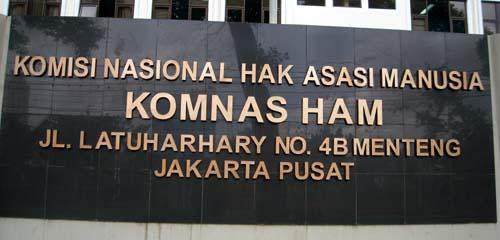 KOMISI NASIONAL HAK ASASI MANUSIA
KOMNAS HAM
JL. LATUHARHARY NO. 4B MENTENG
JAKARTA PUSAT